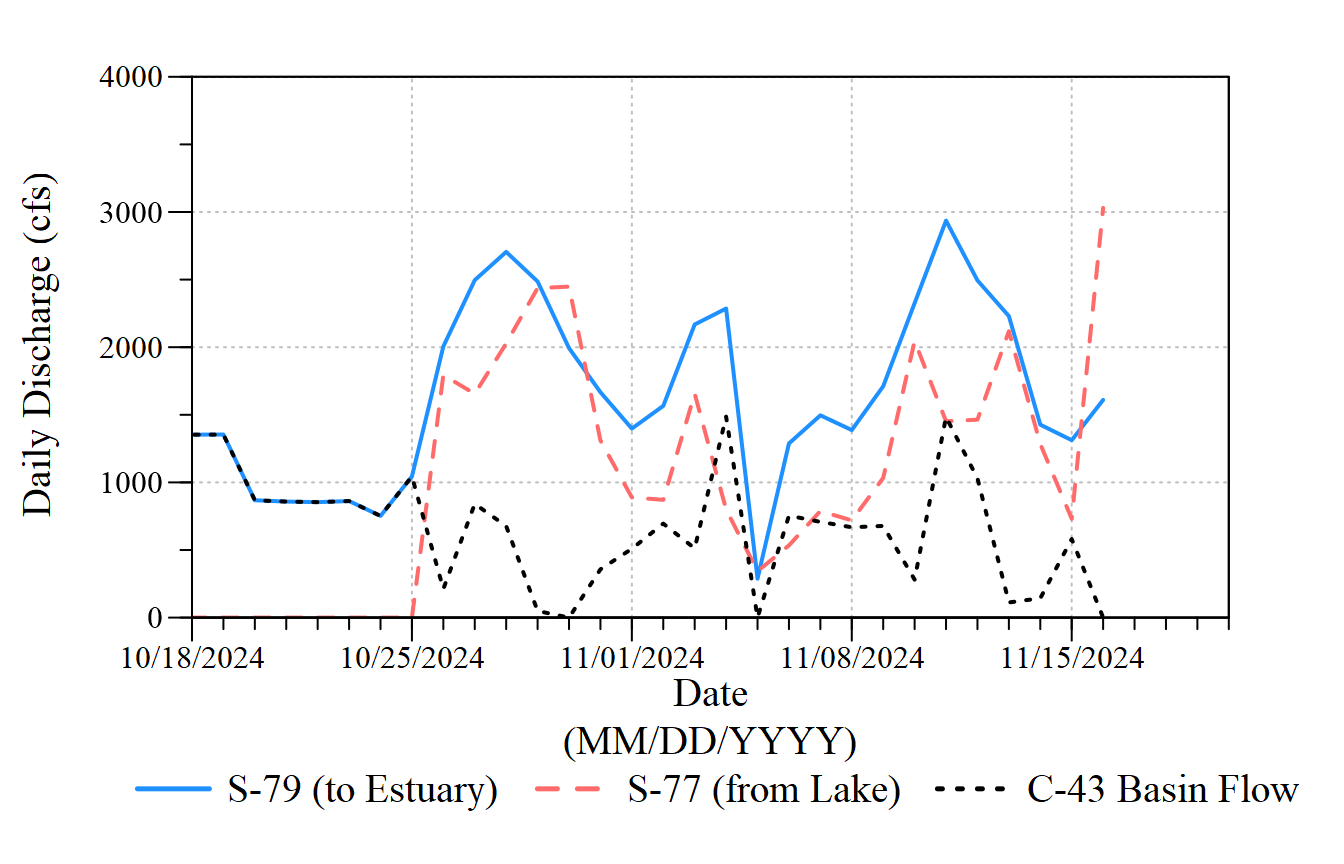 4000
3000
2000
1000
0
Daily Discharge (cfs)
10/18/2024 10/25/2024 11/01/2024 11/08/2024 11/15/2024
Date
(MM/DD/YYYY)
S-79 (to Estuary) S-77 (from Lake) C-43 Basin Flow